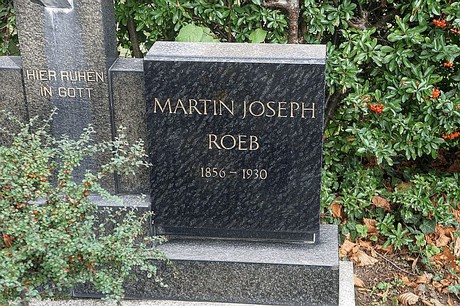 HIER RUHEN
IN GOTT
MARTIN JOSEPH
ROEB
1856 – 1930